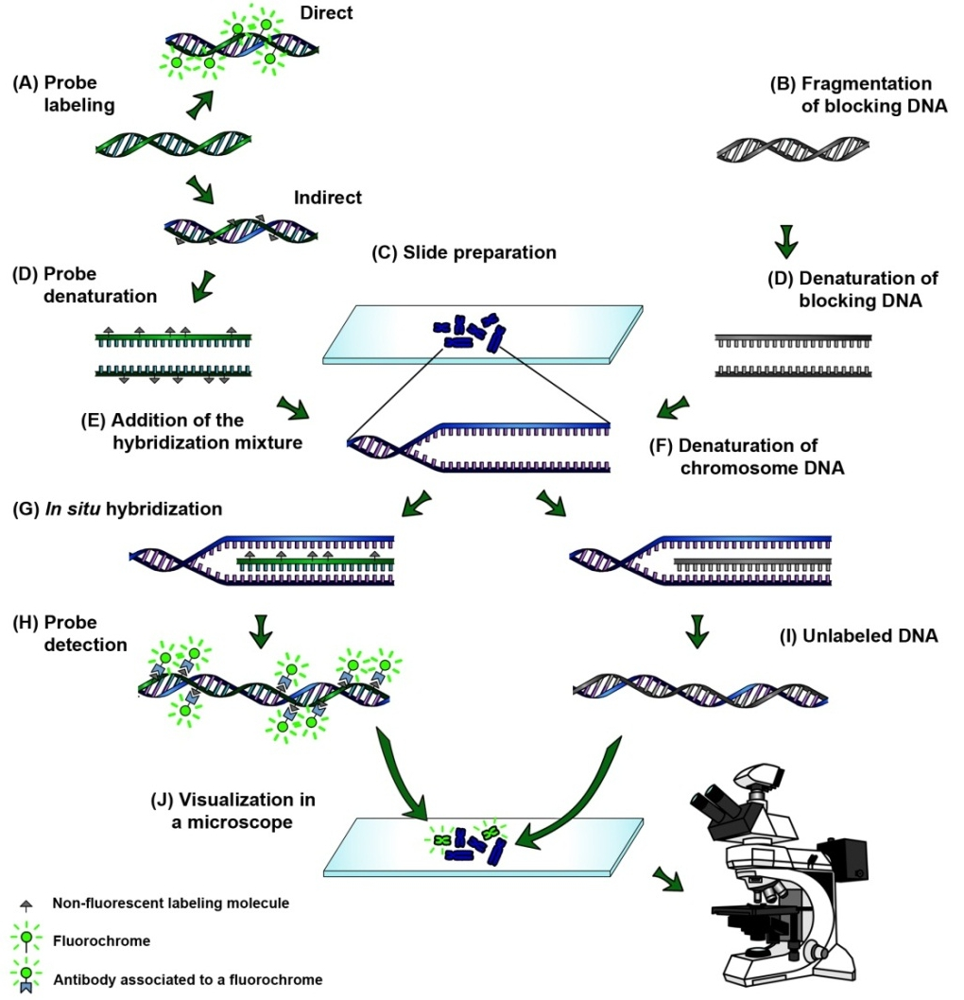 Direct
(A) Probe
labeling
(B) Fragmentation
of blocking DNA
Indirect
(C) Slide preparation
(D) Probe
denaturation
(D) Denaturation of
blocking DNA
(E) Addition of the
hybridization mixture
(F) Denaturation of
chromosome DNA
(G) In situ hybridization
(H) Probe
detection
(I) Unlabeled DNA
(J) Visualization in
a microscope
Non-fluorescent labeling molecule
Fluorochrome
Antibody associated to a fluorochrome